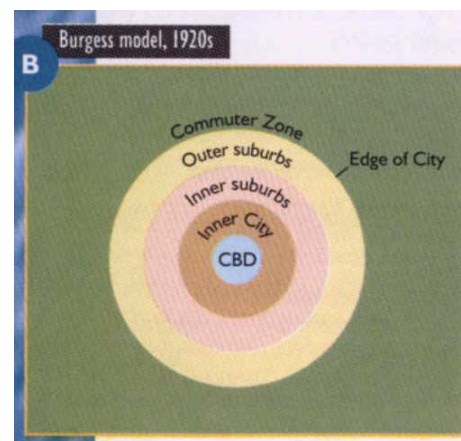 Burgess model, 1920s
B
Commuter Zone
Outer suburbs
Edge of City
Inner suburbs
Inner City
CBD